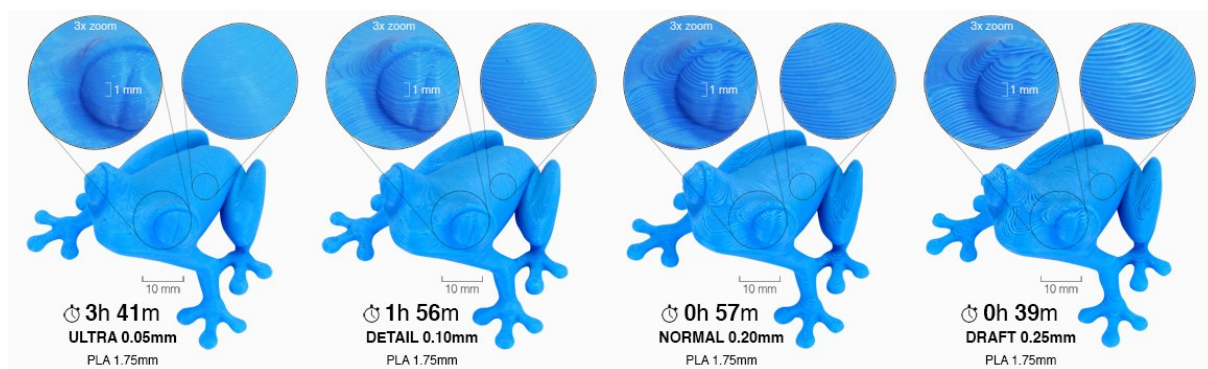 3x zoom
1 mm
10 mm
3h 41m
ULTRA 0.05mm
PLA 1.75mm
3x zoom
1 mm
10 mm
1h 56m
DETAIL 0.10mm
PLA 1.75mm
3x zoom
1 mm
10 mm
0h 57m
NORMAL 0.20mm
PLA 1.75mm
3x zoom
1 mm
10 mm
0h 39m
DRAFT 0.25mm
PLA 1.75mm